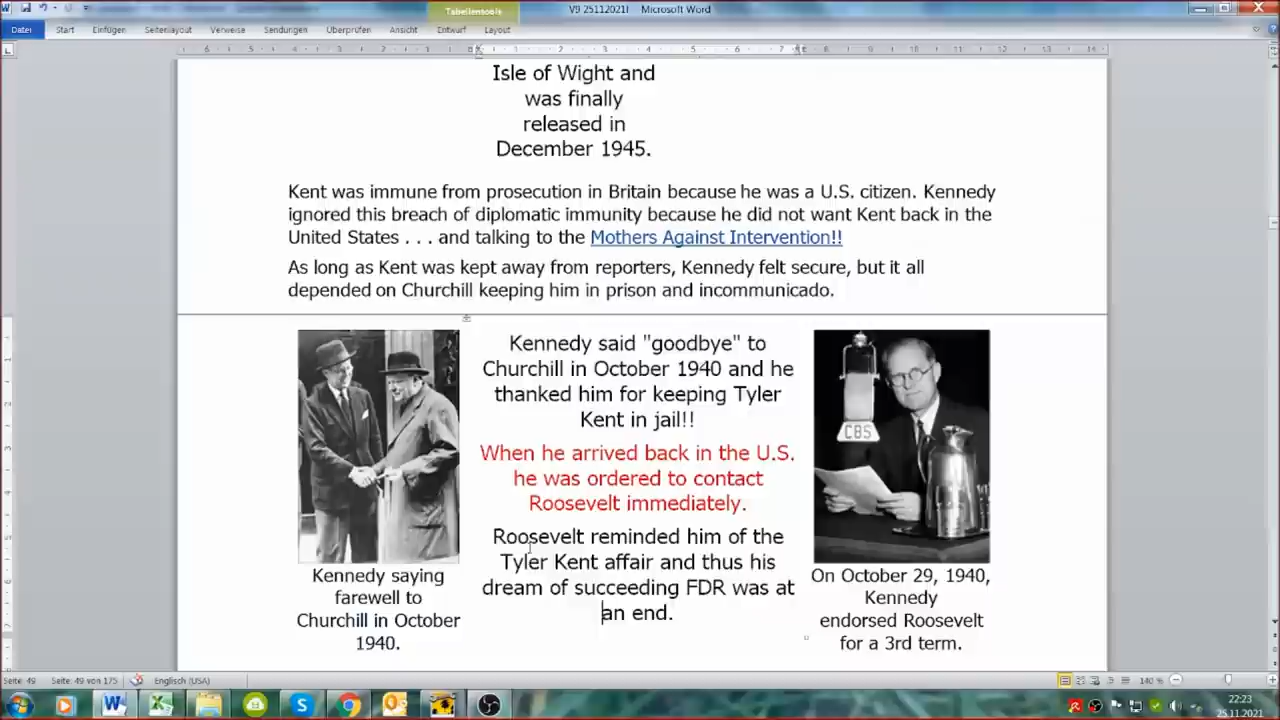 V9 25112021! - Microsoft Word
Tabellentools
Datei Start Einfügen Seitenlayout Verweise Sendungen Überprüfen Ansicht Entwurf Layout
Isle of Wight and
was finally
released in
December 1945.
Kent was immune from prosecution in Britain because he was a U.S. citizen. Kennedy
ignored this breach of diplomatic immunity because he did not want Kent back in the
United States . . . and talking to the Mothers Against Intervention!!
As long as Kent was kept away from reporters, Kennedy felt secure, but it all
depended on Churchill keeping him in prison and incommunicado.
Kennedy saying
farewell to
Churchill in October
1940.
Kennedy said "goodbye" to
Churchill in October 1940 and he
thanked him for keeping Tyler
Kent in jail!!
When he arrived back in the U.S.
he was ordered to contact
Roosevelt immediately.
Roosevelt reminded him of the
Tyler Kent affair and thus his
dream of succeeding FDR was at
an end.
CBS
On October 29, 1940,
Kennedy
endorsed Roosevelt
for a 3rd term.
Seite: 49 Seite: 49 von 175 Englisch (USA) 140 %
22:23
25.11.2021